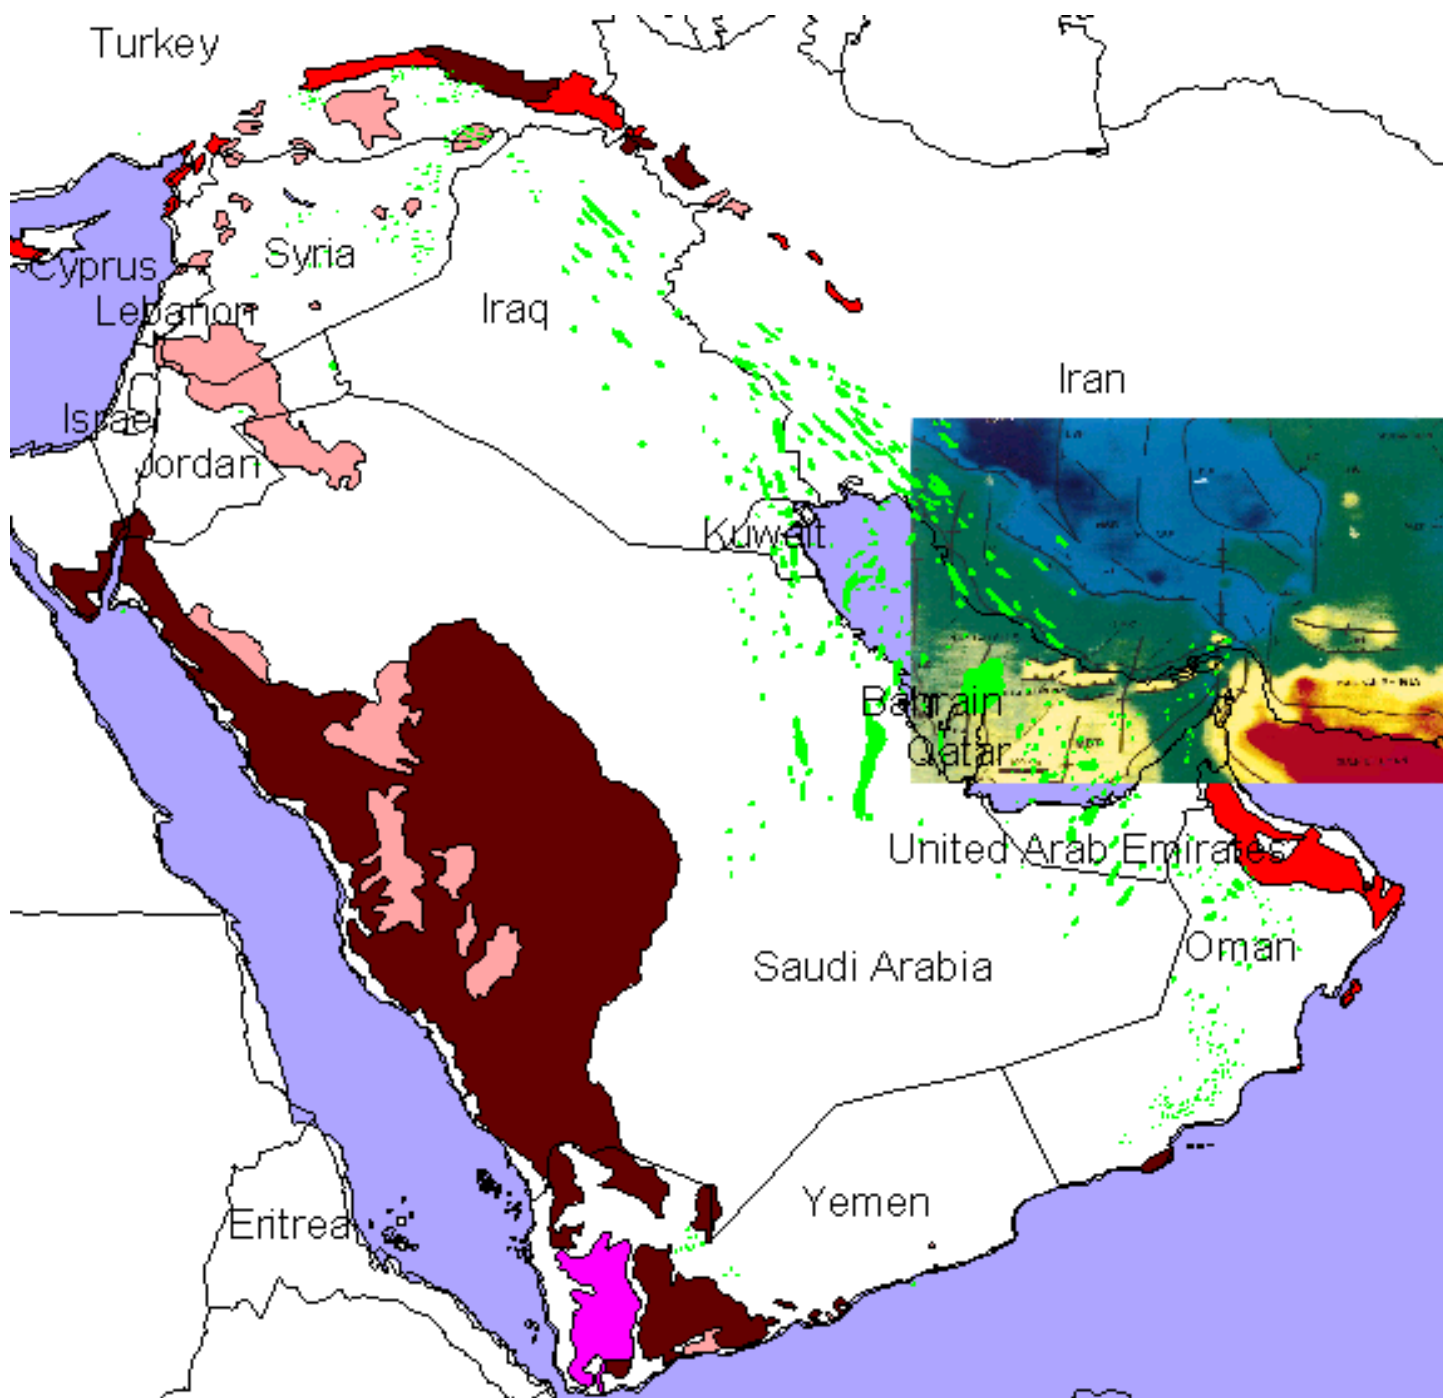 Turkey
Cyprus
Syria
Lebanon
Iraq
Iran
Israel
Jordan
Kuwait
Bahrain
Qatar
United Arab Emirates
Saudi Arabia
Oman
Yemen
Eritrea